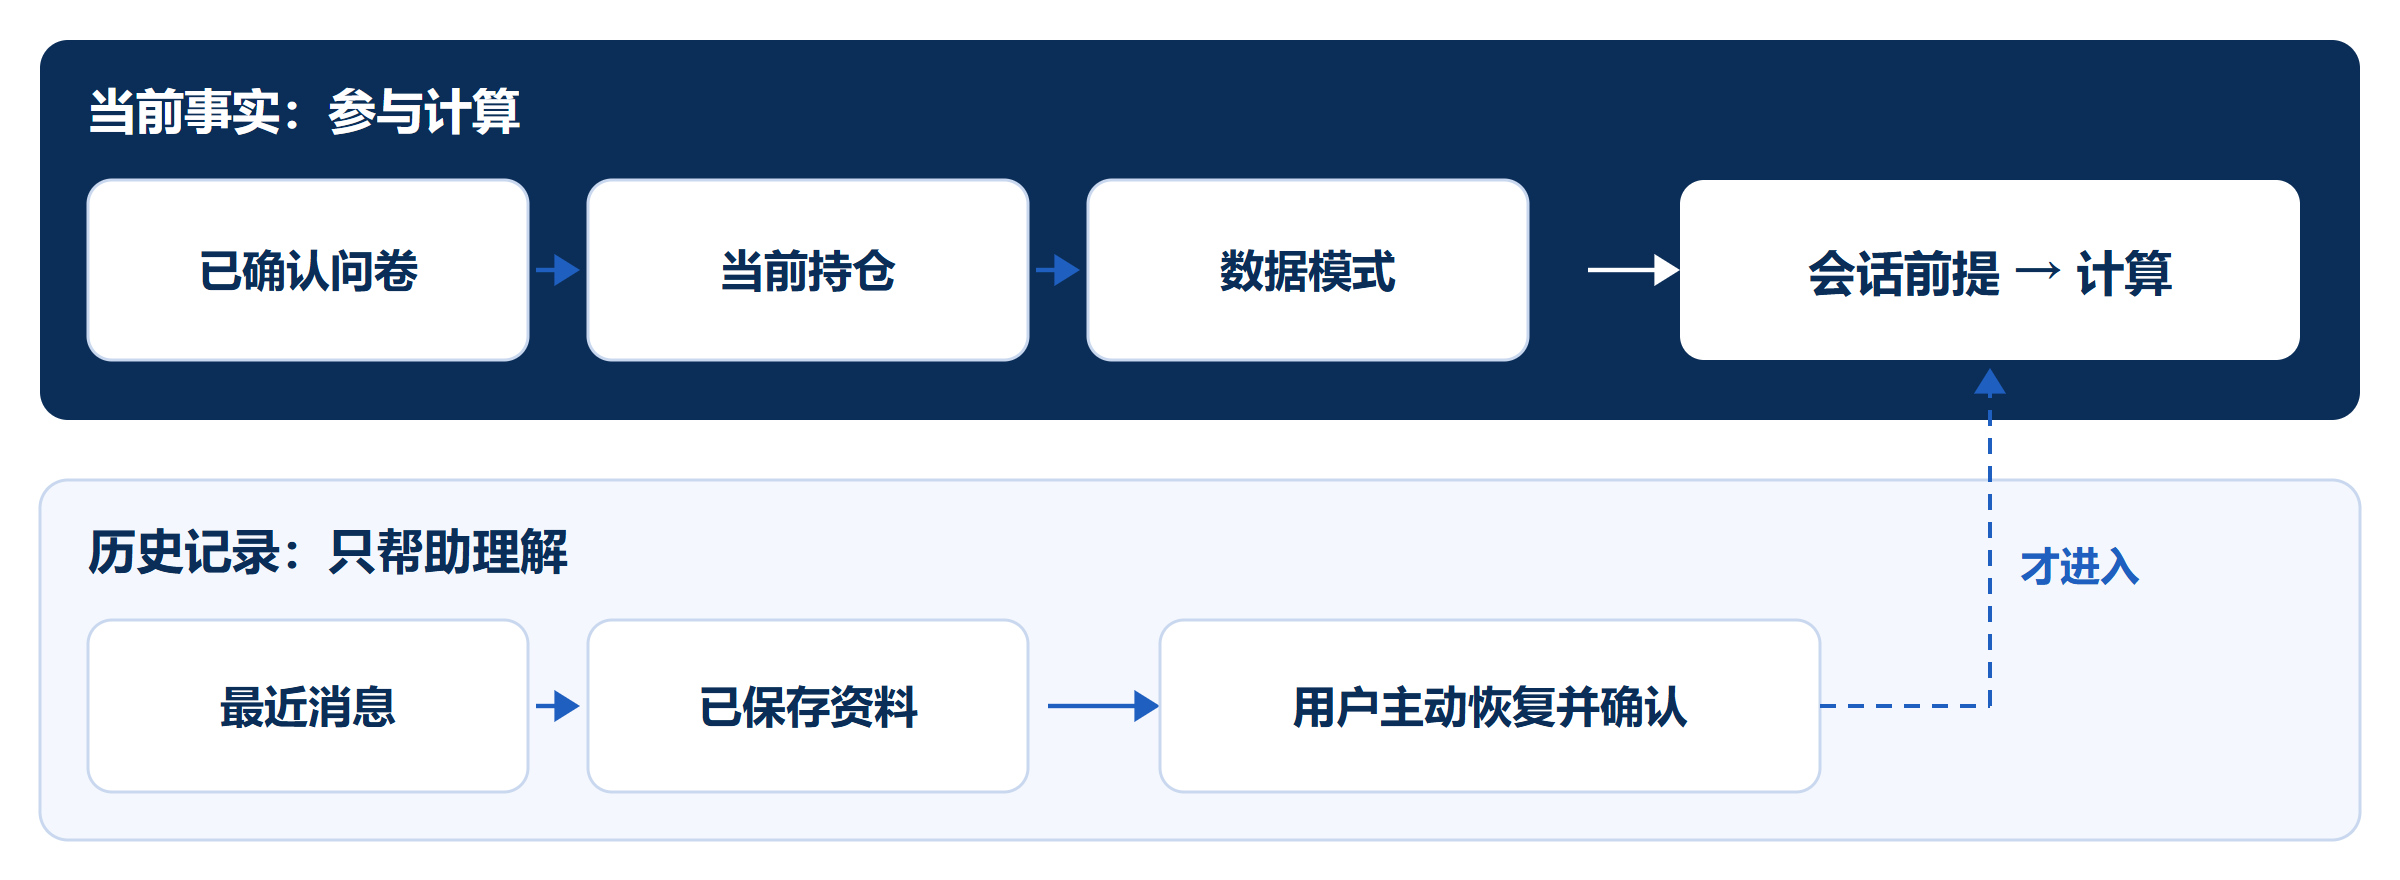 当前事实：参与计算
已确认问卷
当前持仓
数据模式
会话前提 → 计算
历史记录：只帮助理解
才进入
最近消息
已保存资料
用户主动恢复并确认